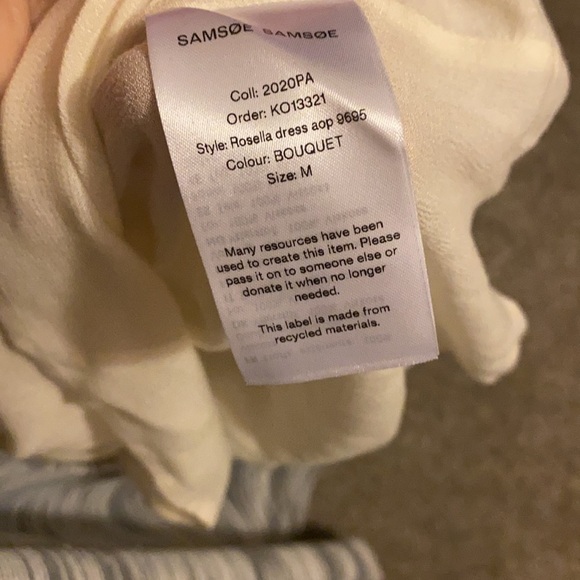 SAMSØE SAMSØE
Coll: 2020PA
Order: KO13321
Style: Rosella dress aop 9695
Colour: BOUQUET
Size: M
Many resources have been
used to create this item. Please
pass it on to someone else or
donate it when no longer
needed.
This label is made from
recycled materials.